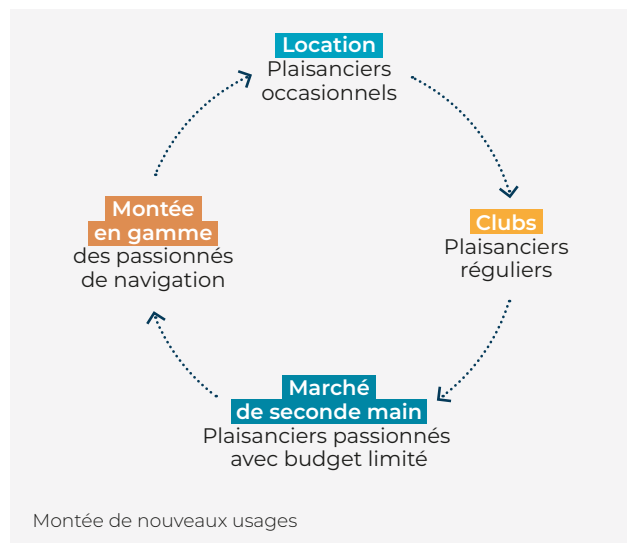 Location
Plaisanciers
occasionnels
Clubs
Plaisanciers
réguliers
Marché
de seconde main
Plaisanciers passionnés
avec budget limité
Montée
en gamme
des passionnés
de navigation
Montée de nouveaux usages